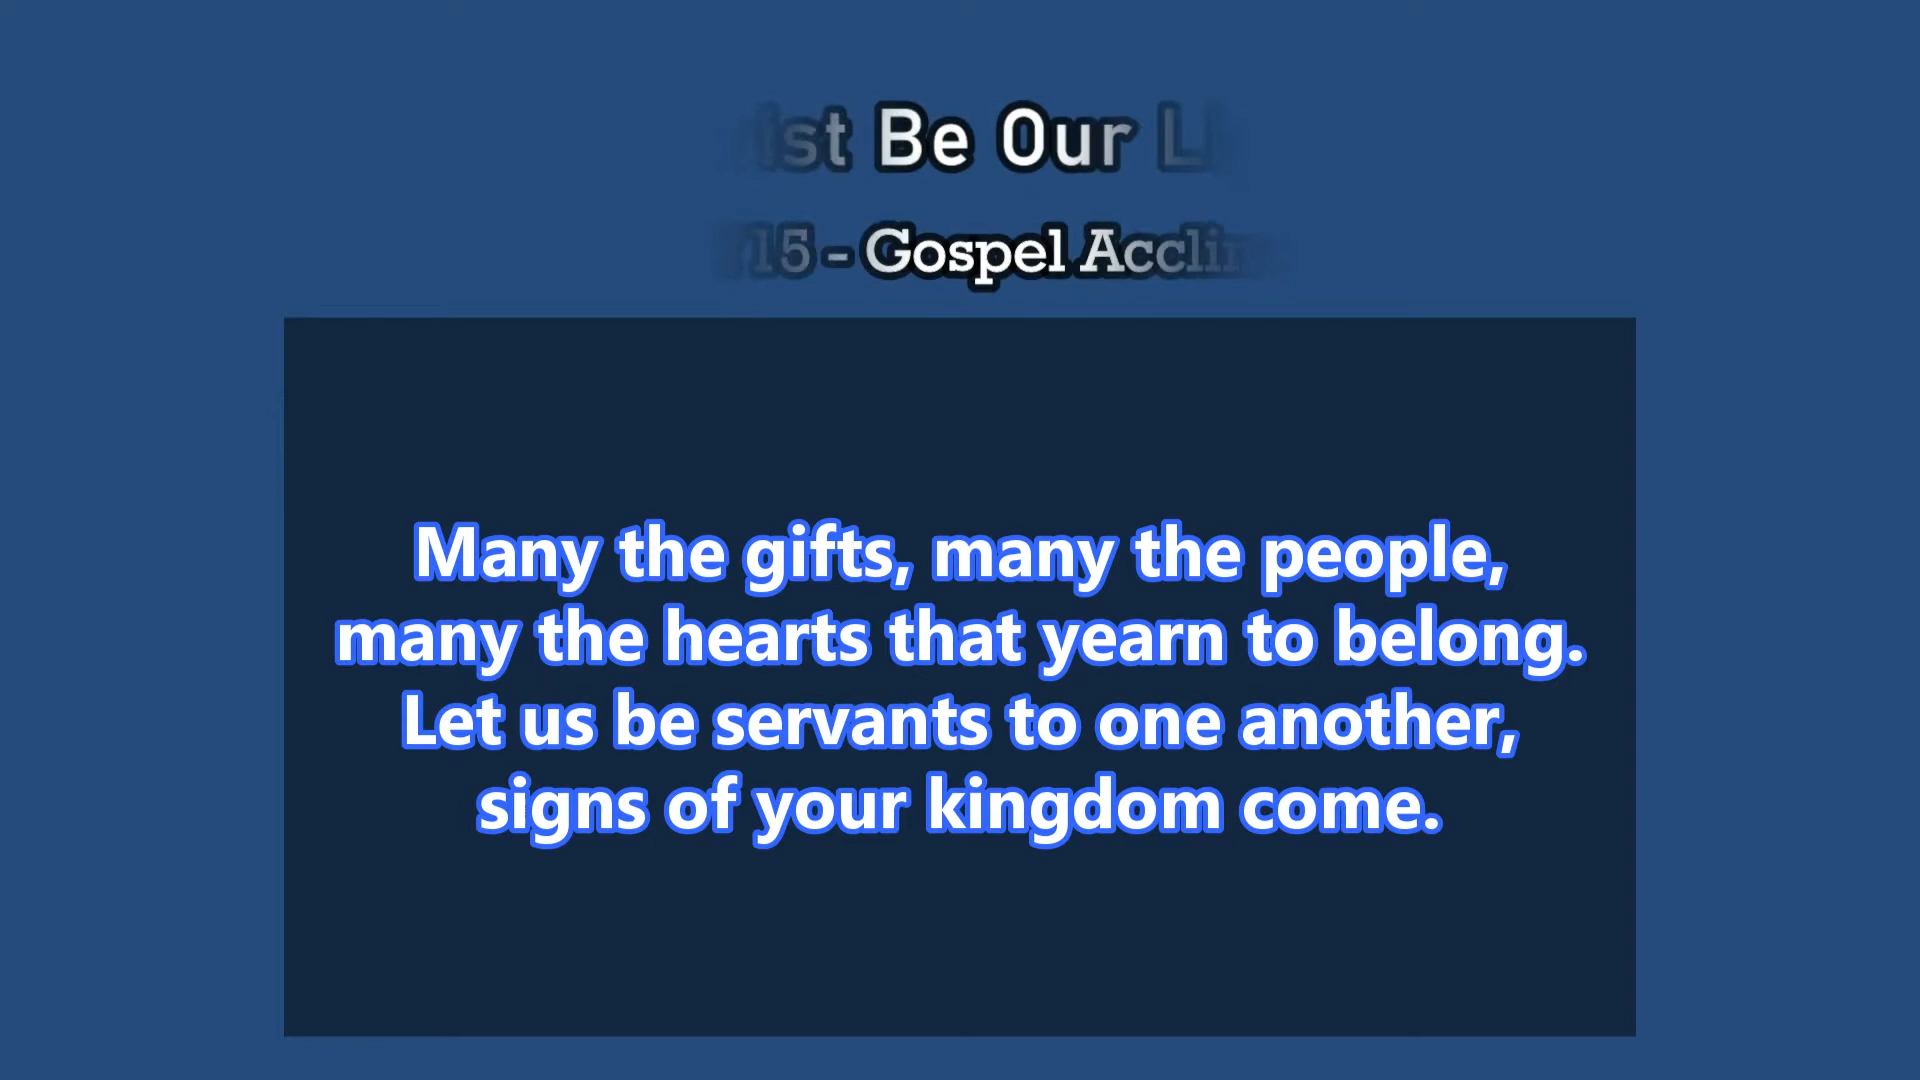 Be Our
15 - Gospel
Many the gifts, many the people,
many the hearts that yearn to belong.
Let us be servants to one another,
signs of your kingdom come.